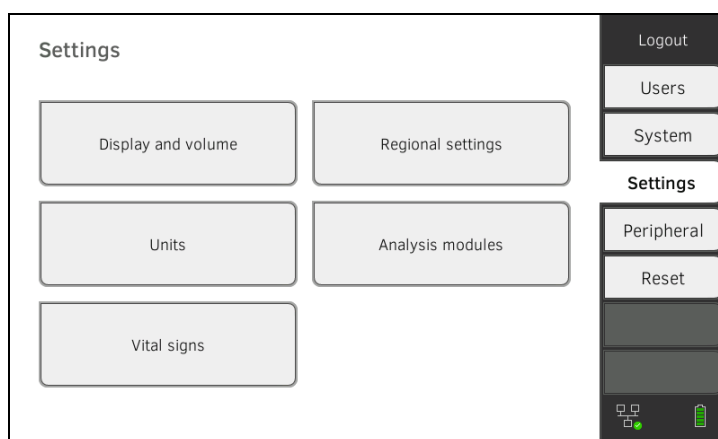 Settings
Display and volume
Regional settings
Units
Analysis modules
Vital signs
Logout
Users
System
Settings
Peripheral
Reset